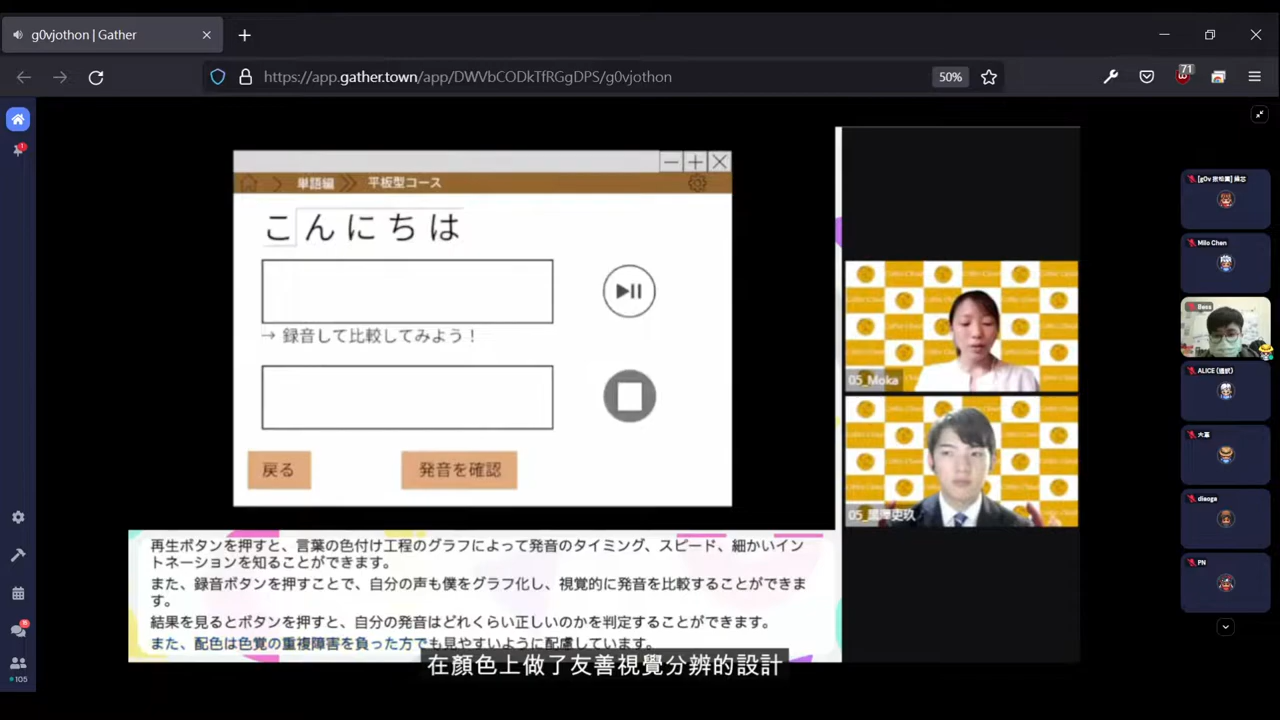 g0vjothon | Gather
https://app.gather.town/app/DWVbCODkTfRGgDPS/g0vjothon
50%
71
単語編
平板型コース
こんにちは
→ 録音して比較してみよう！
戻る
発音を確認
再生ボタンを押すと、言葉の色付け工程のグラフによって発音のタイミング、スピード、細かいイン
トネーションを知ることができます。
また、録音ボタンを押すことで、自分の声も僕をグラフ化し、視覚的に発音を比較することができま
す。
結果を見るとボタンを押すと、自分の発音はどれくらい正しいのかを判定することができます。
また、配色は色覚の重複障害を負った方でも見やすいように配慮しています。
在顏色上做了友善視覺分辨的設計
05_Moka
Milo Chen
Bess
ALICE
PN
105